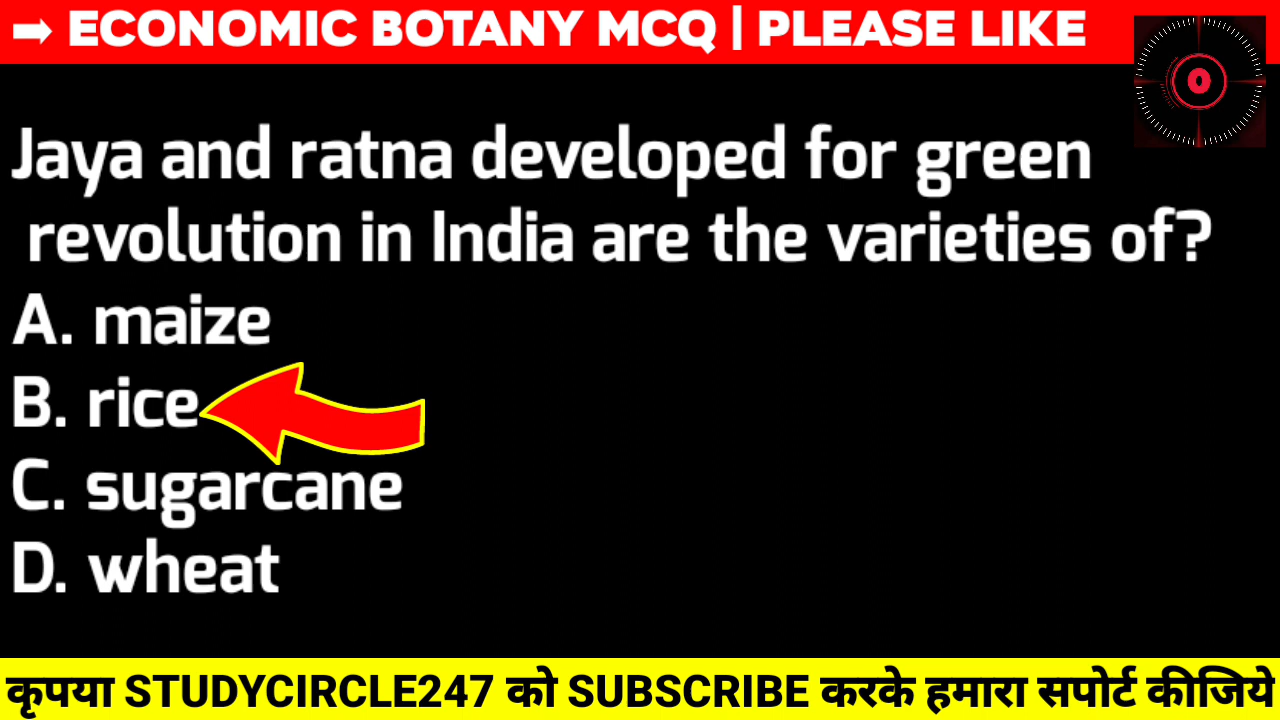 ➡ ECONOMIC BOTANY MCQ | PLEASE LIKE
Jaya and ratna developed for green
revolution in India are the varieties of?
A. maize
B. rice
C. sugarcane
D. wheat
कृपया STUDYCIRCLE247 को SUBSCRIBE करके हमारा सपोर्ट कीजिये